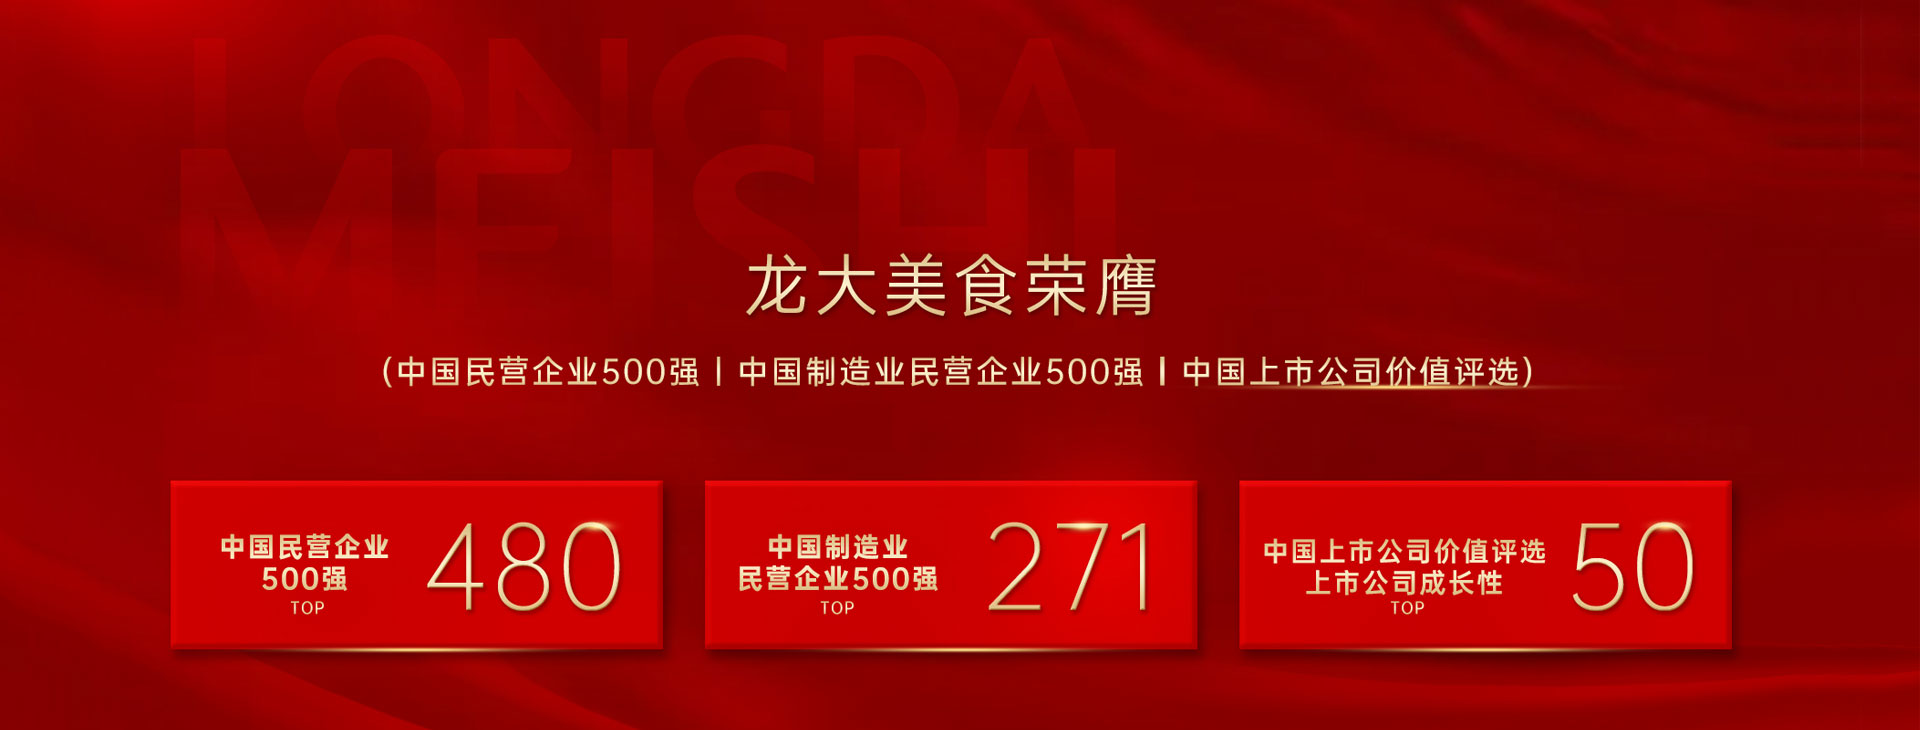 LONGDA
MEISHI
龙大美食荣膺
(中国民营企业500强丨中国制造业民营企业500强丨中国上市公司价值评选)
中国民营企业
500强
TOP
480
中国制造业
民营企业500强
TOP
271
中国上市公司价值评选
上市公司成长性
TOP
50